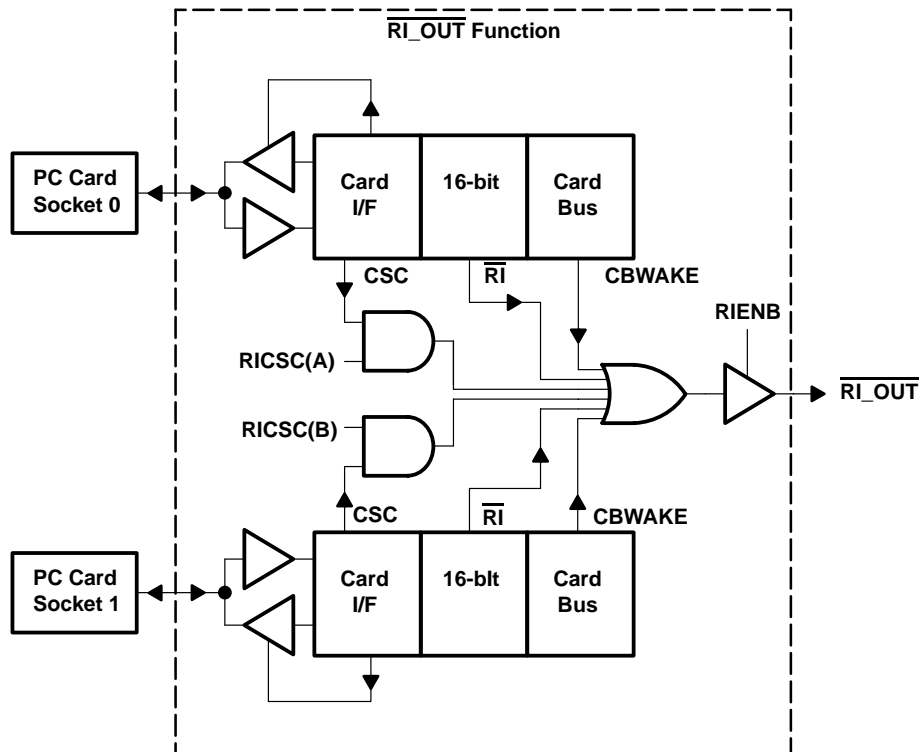 RI_OUT Function
PC Card
Socket 0
Card
I/F
16-bit
Card
Bus
CSC
RI
CBWAKE
RIENB
RICSC(A)
RI_OUT
RICSC(B)
CSC
RI
CBWAKE
PC Card
Socket 1
Card
I/F
16-blt
Card
Bus